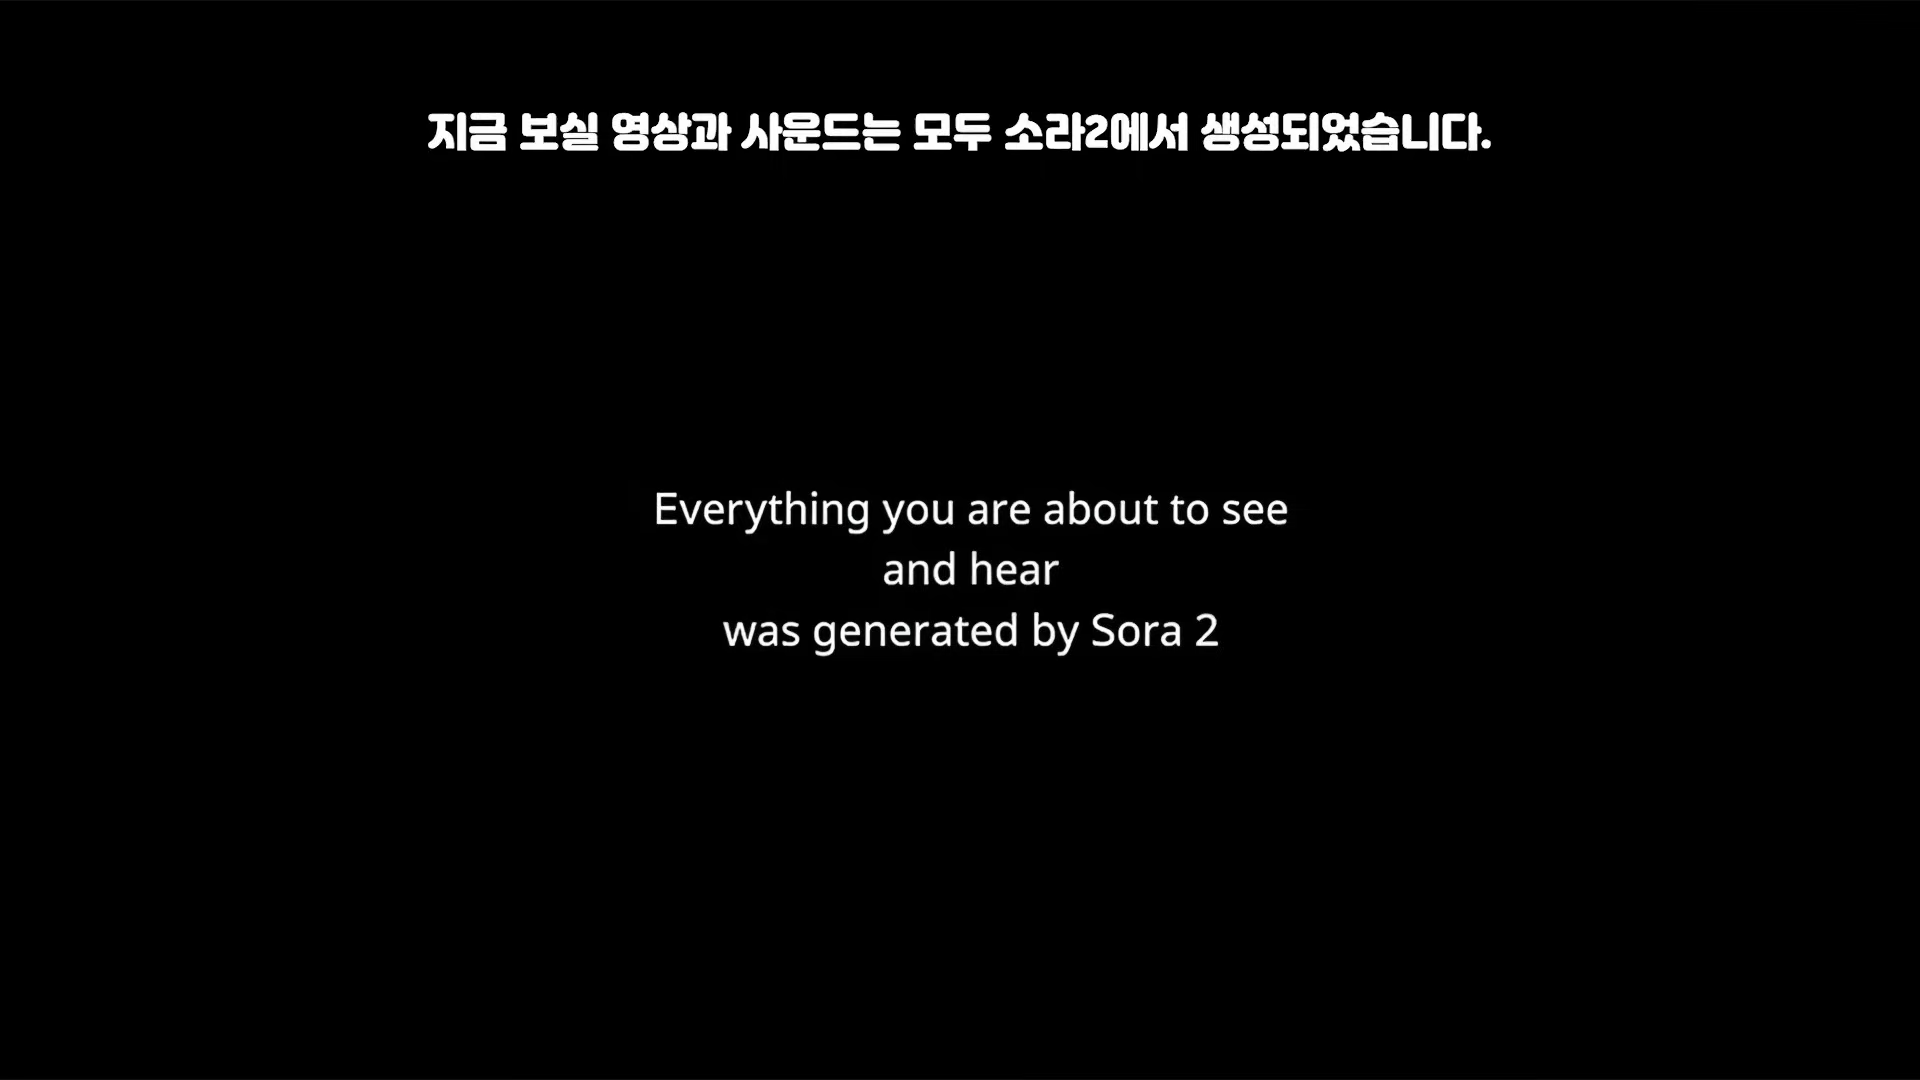 지금 보실 영상과 사운드는 모두 소라2에서 생성되었습니다.
Everything you are about to see
and hear
was generated by Sora 2